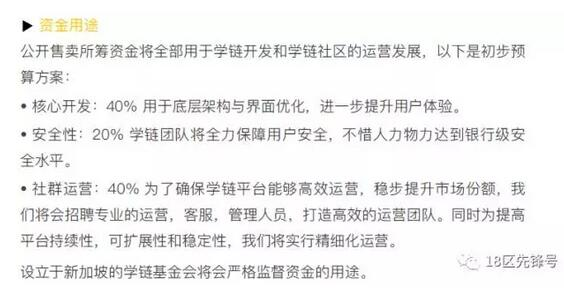 ▶ 资金用途
公开售卖所筹资金将全部用于学链开发和学链社区的运营发展，以下是初步预
算方案：
• 核心开发：40% 用于底层架构与界面优化，进一步提升用户体验。
• 安全性：20% 学链团队将全力保障用户安全，不惜人力物力达到银行级安
全水平。
• 社群运营：40% 为了确保学链平台能够高效运营，稳步提升市场份额，我
们将会招聘专业的运营，客服，管理人员，打造高效的运营团队。同时为提高
平台持续性，可扩展性和稳定性，我们将实行精细化运营。
设立于新加坡的学链基金会将会严格监督资金的用途。
18区先锋号